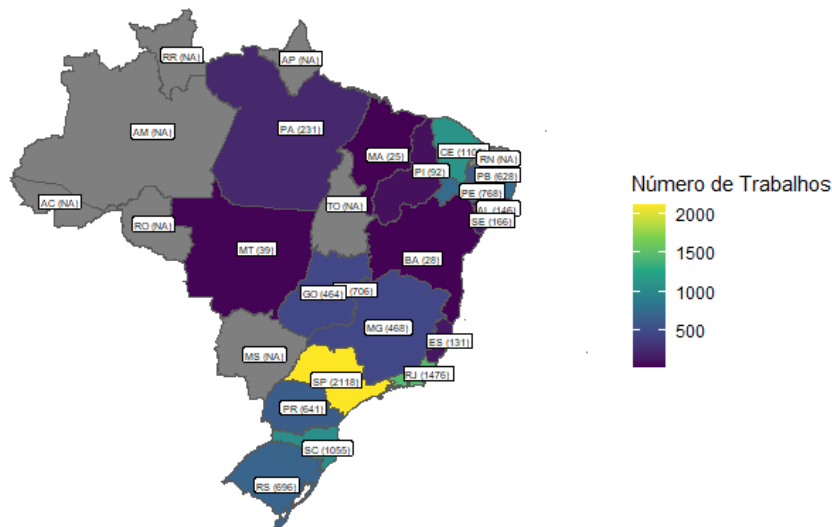 RR (NA)
AP (NA)
AM (NA)
PA (231)
MA (25)
CE (110
RN (NA)
PI (92)
PB (628)
PE (768)
AC (NA)
TO (NA)
AL (146)
SE (166)
RO (NA)
MT (39)
BA (28)
GO (464)
(706)
MG (468)
ES (131)
MS (NA)
SP (2118)
RJ (1476)
PR (641)
SC (1055)
RS (696)
Número de Trabalhos
2000
1500
1000
500